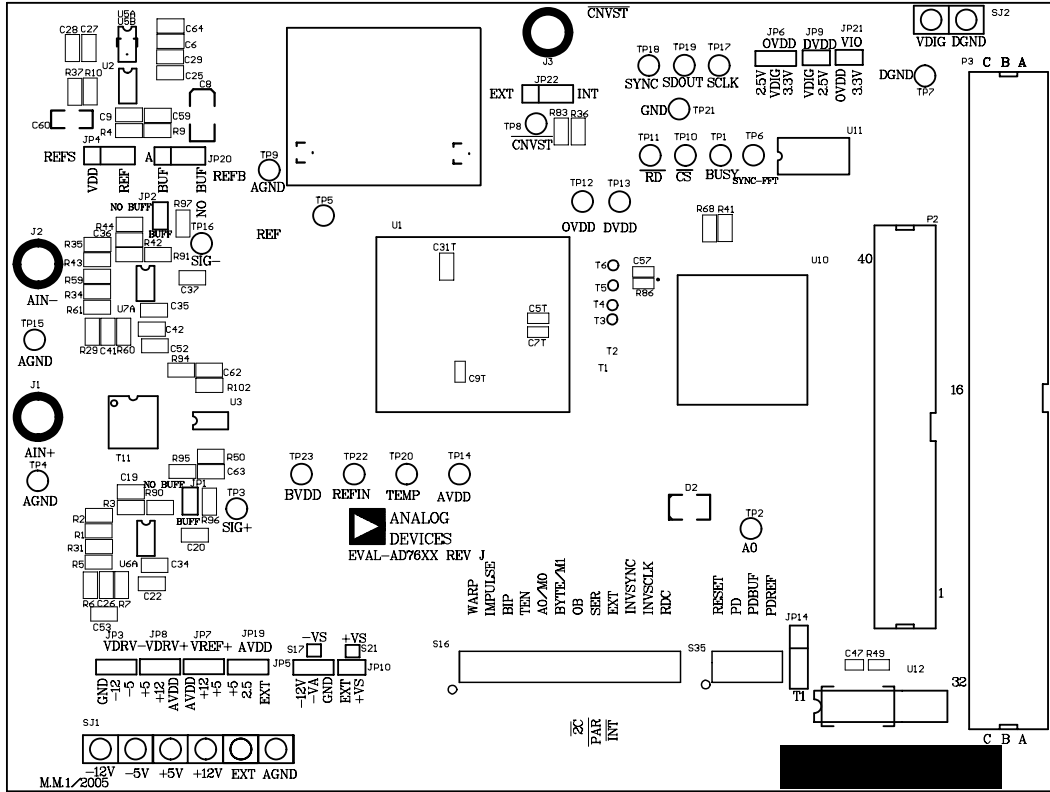 U5A
U5B
C28
C27
C64
C6
C29
C25
U2
R37
R10
C8
C60
C9
C59
R4
R9
JP4
REFS
VDD
REF
A
JP20
BUF
NO BUF
REFB
TP9
AGND
TP5
REF
CNVST
J3
JP22
EXT
INT
TP8
CNVST
R83
R36
TP18
TP19
TP17
SYNC
SDOUT
SCLK
GND
TP21
TP11
TP10
TP1
TP6
RD
CS
BUSY
SYNC-FFT
U11
JP6
JP9
JP21
OVDD
DVDD
VIO
2.5V
VDIG
3.3V
VDIG
2.5V
OVDD
3.3V
SJ2
VDIG
DGND
DGND
TP7
P3
C B A
TP12
TP13
OVDD
DVDD
R68
R41
P2
40
16
1
32
JP2
NO BUFF
BUFF
R97
TP16
SIG-
J2
AIN-
R44
C36
R35
R42
R43
R91
R59
R34
R61
C37
U7A
C35
C42
C52
R29
C41
R60
TP15
AGND
R94
C62
R102
U3
J1
AIN+
TP4
AGND
T11
U1
C31T
C5T
C7T
C9T
T6
T5
T4
T3
T2
T1
C57
R86
U10
R50
R95
C63
C19
NO BUFF
JP1
BUFF
R90
R3
R2
R1
R31
R5
R96
TP3
SIG+
C20
U6A
C34
C22
R6
C26
R7
C53
TP23
TP22
TP20
TP14
BVDD
REFIN
TEMP
AVDD
ANALOG
DEVICES
EVAL-AD76XX REV J
D2
TP2
A0
WARP
IMPULSE
BIP
TEN
A0/M0
BYTE/M1
OB
SER
EXT
INVSYNC
INVSCLK
RDC
RESET
PD
PDBUF
PDREF
S16
S35
JP14
T1
C47
R49
U12
I2C
PAR
INT
JP3
JP8
JP7
JP19
VDRV-
VDRV+
VREF+
AVDD
GND
-12
-5
+5
+12
AVDD
AVDD
+12
+5
+5
2.5
EXT
JP5
S17
-VS
-12V
-VA
GND
+VS
S21
JP10
EXT
+VS
SJ1
-12V
-5V
+5V
+12V
EXT
AGND
M.M.1/2005
C B A